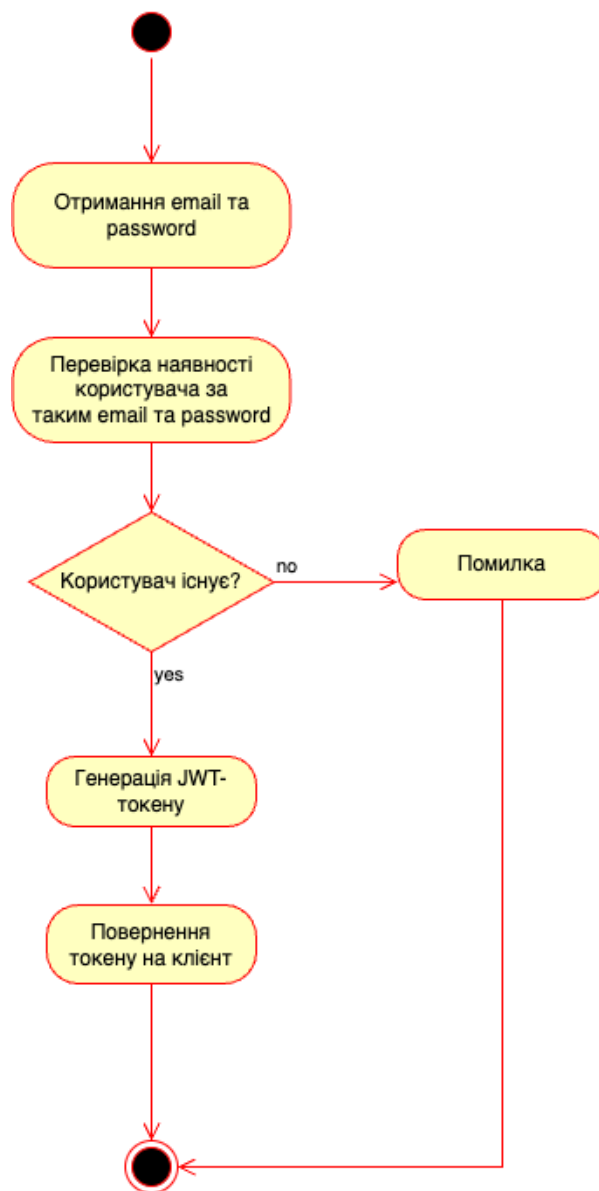 Отримання email та
password
Перевірка наявності
користувача за
таким email та password
Користувач існує?
no
Помилка
yes
Генерація JWT-
токену
Повернення
токену на клієнт